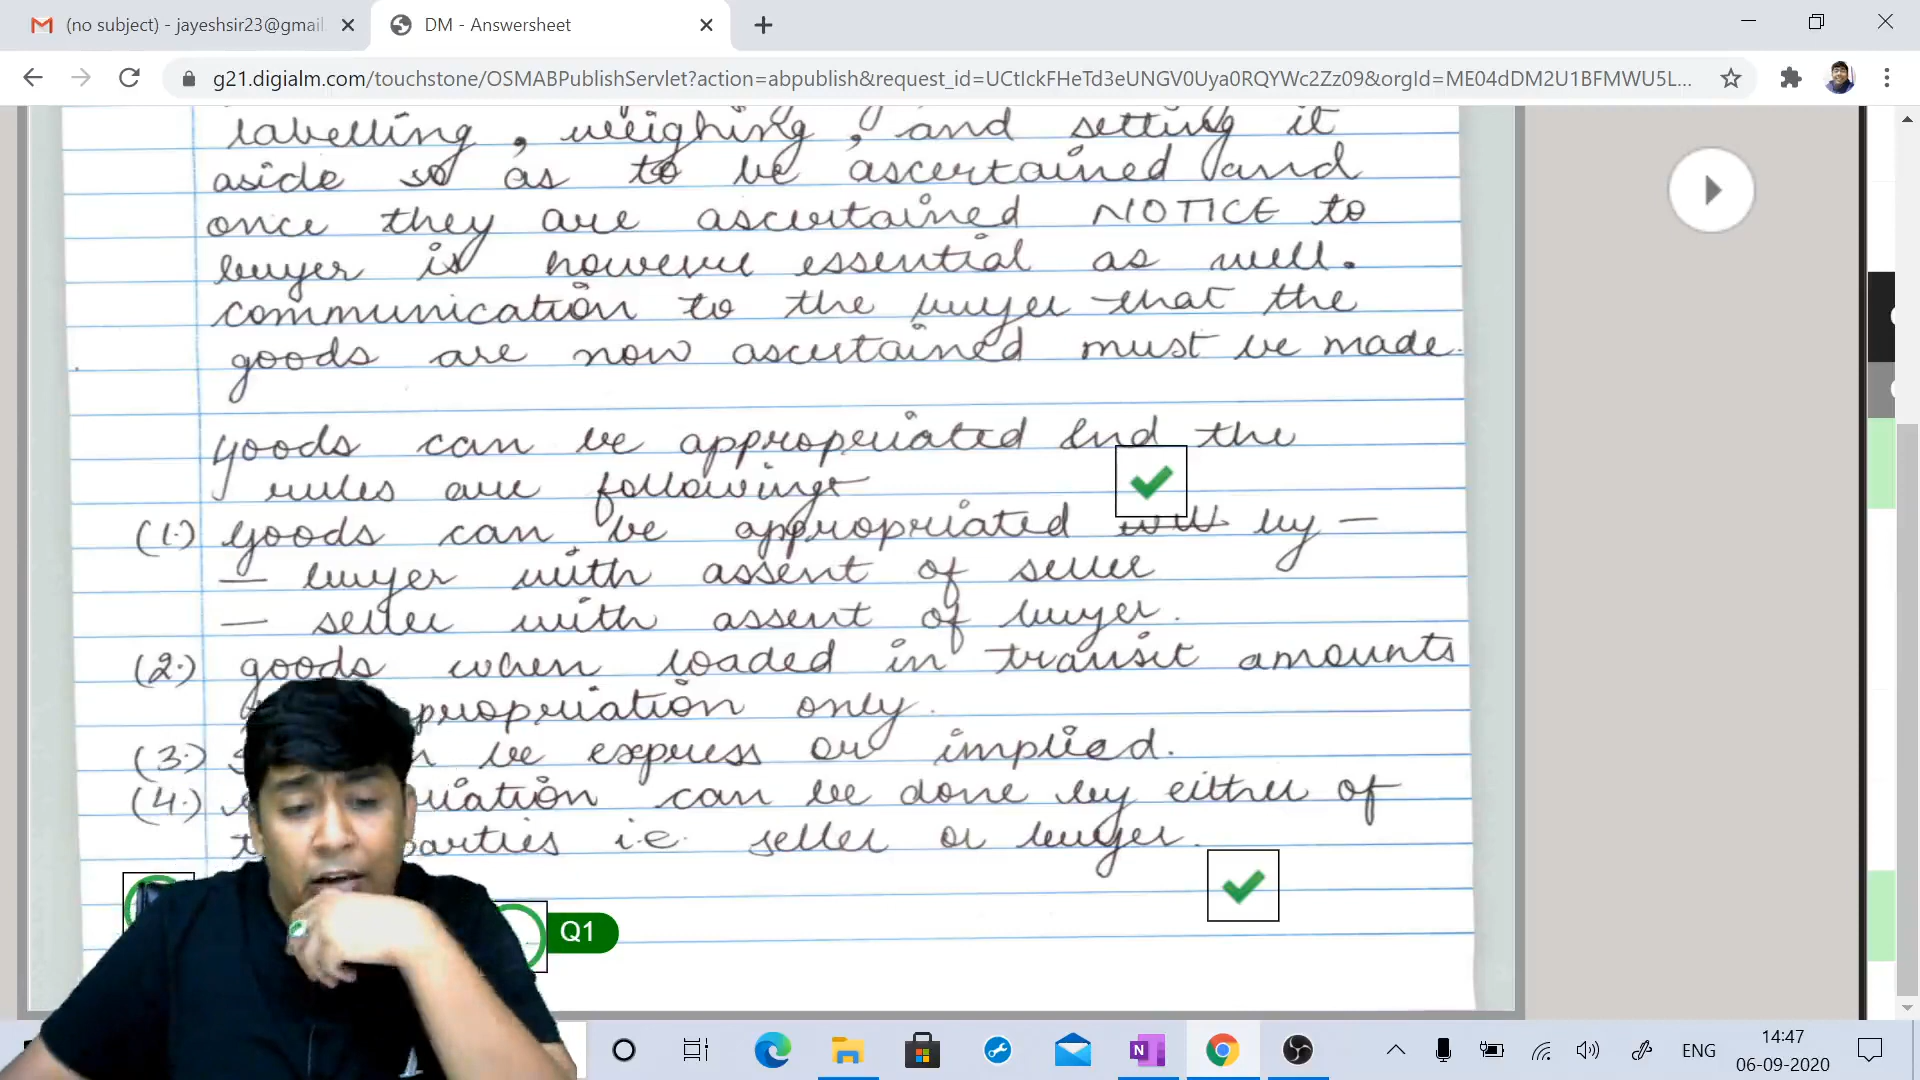 (no subject) - jayeshsir23@gmail.
DM - Answersheet
g21.digialm.com/touchstone/OSMABPublishServlet?action=abpublish&request_id=UCtIckFHeTd3eUNGV0Uya0RQYWc2Zz09&orgId=ME04dDM2U1BFMWU5L...
labelling, weighing, and setting it
aside so as to be ascertained and
once they are ascertained NOTICE to
buyer is however essential as well.
communication to the buyer that the
goods are now ascertained must be made.
goods can be appropriated and the
rules are following
(1.) goods can be appropriated by —
— buyer with assent of seller
— seller with assent of buyer.
(2.) goods when loaded in transit amounts
propriation only.
(3.) be express or implied.
(4.) riation can be done by either of
parties i.e. seller or buyer.
Q1
ENG
14:47
06-09-2020